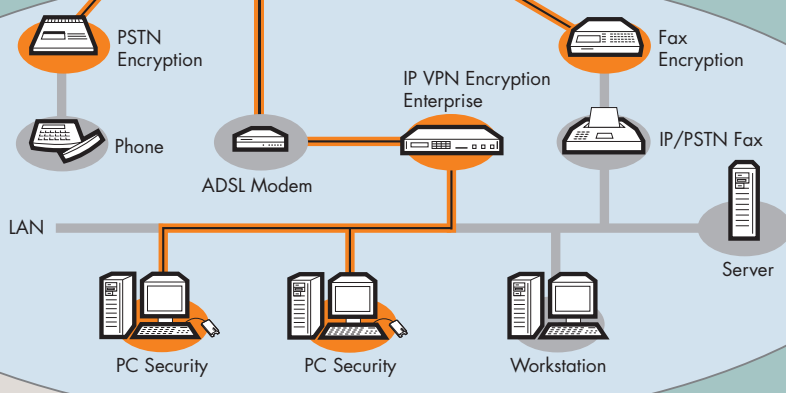 PSTN
Encryption
Fax
Encryption
IP VPN Encryption
Enterprise
Phone
IP/PSTN Fax
ADSL Modem
LAN
Server
PC Security
PC Security
Workstation